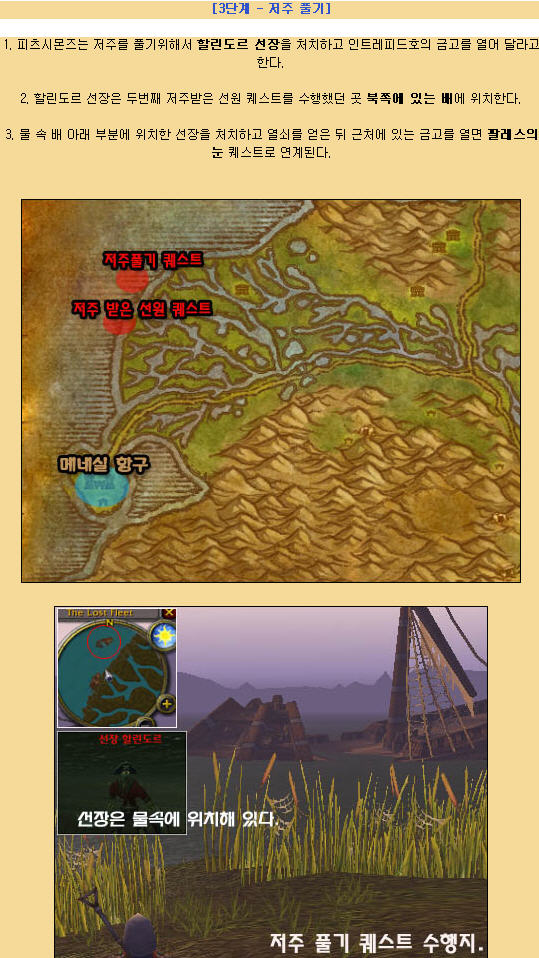 [3단계 - 저주 풀기]
1. 피츠시몬즈는 저주를 풀기위해서 할린도르 선장을 처치하고 인트레피드호의 금고를 열어 달라고
한다.
2. 할린도르 선장은 두번째 저주받은 선원 퀘스트를 수행했던 곳 북쪽에 있는 배에 위치한다.
3. 물 속 배 아래 부분에 위치한 선장을 처치하고 열쇠를 얻은 뒤 근처에 있는 금고를 열면 팔레스의
눈 퀘스트로 연계된다.
저주풀기 퀘스트
저주 받은 선원 퀘스트
메네실 항구
The Lost Fleet
N
선장 할린도르
선장은 물속에 위치해 있다.
저주 풀기 퀘스트 수행지.